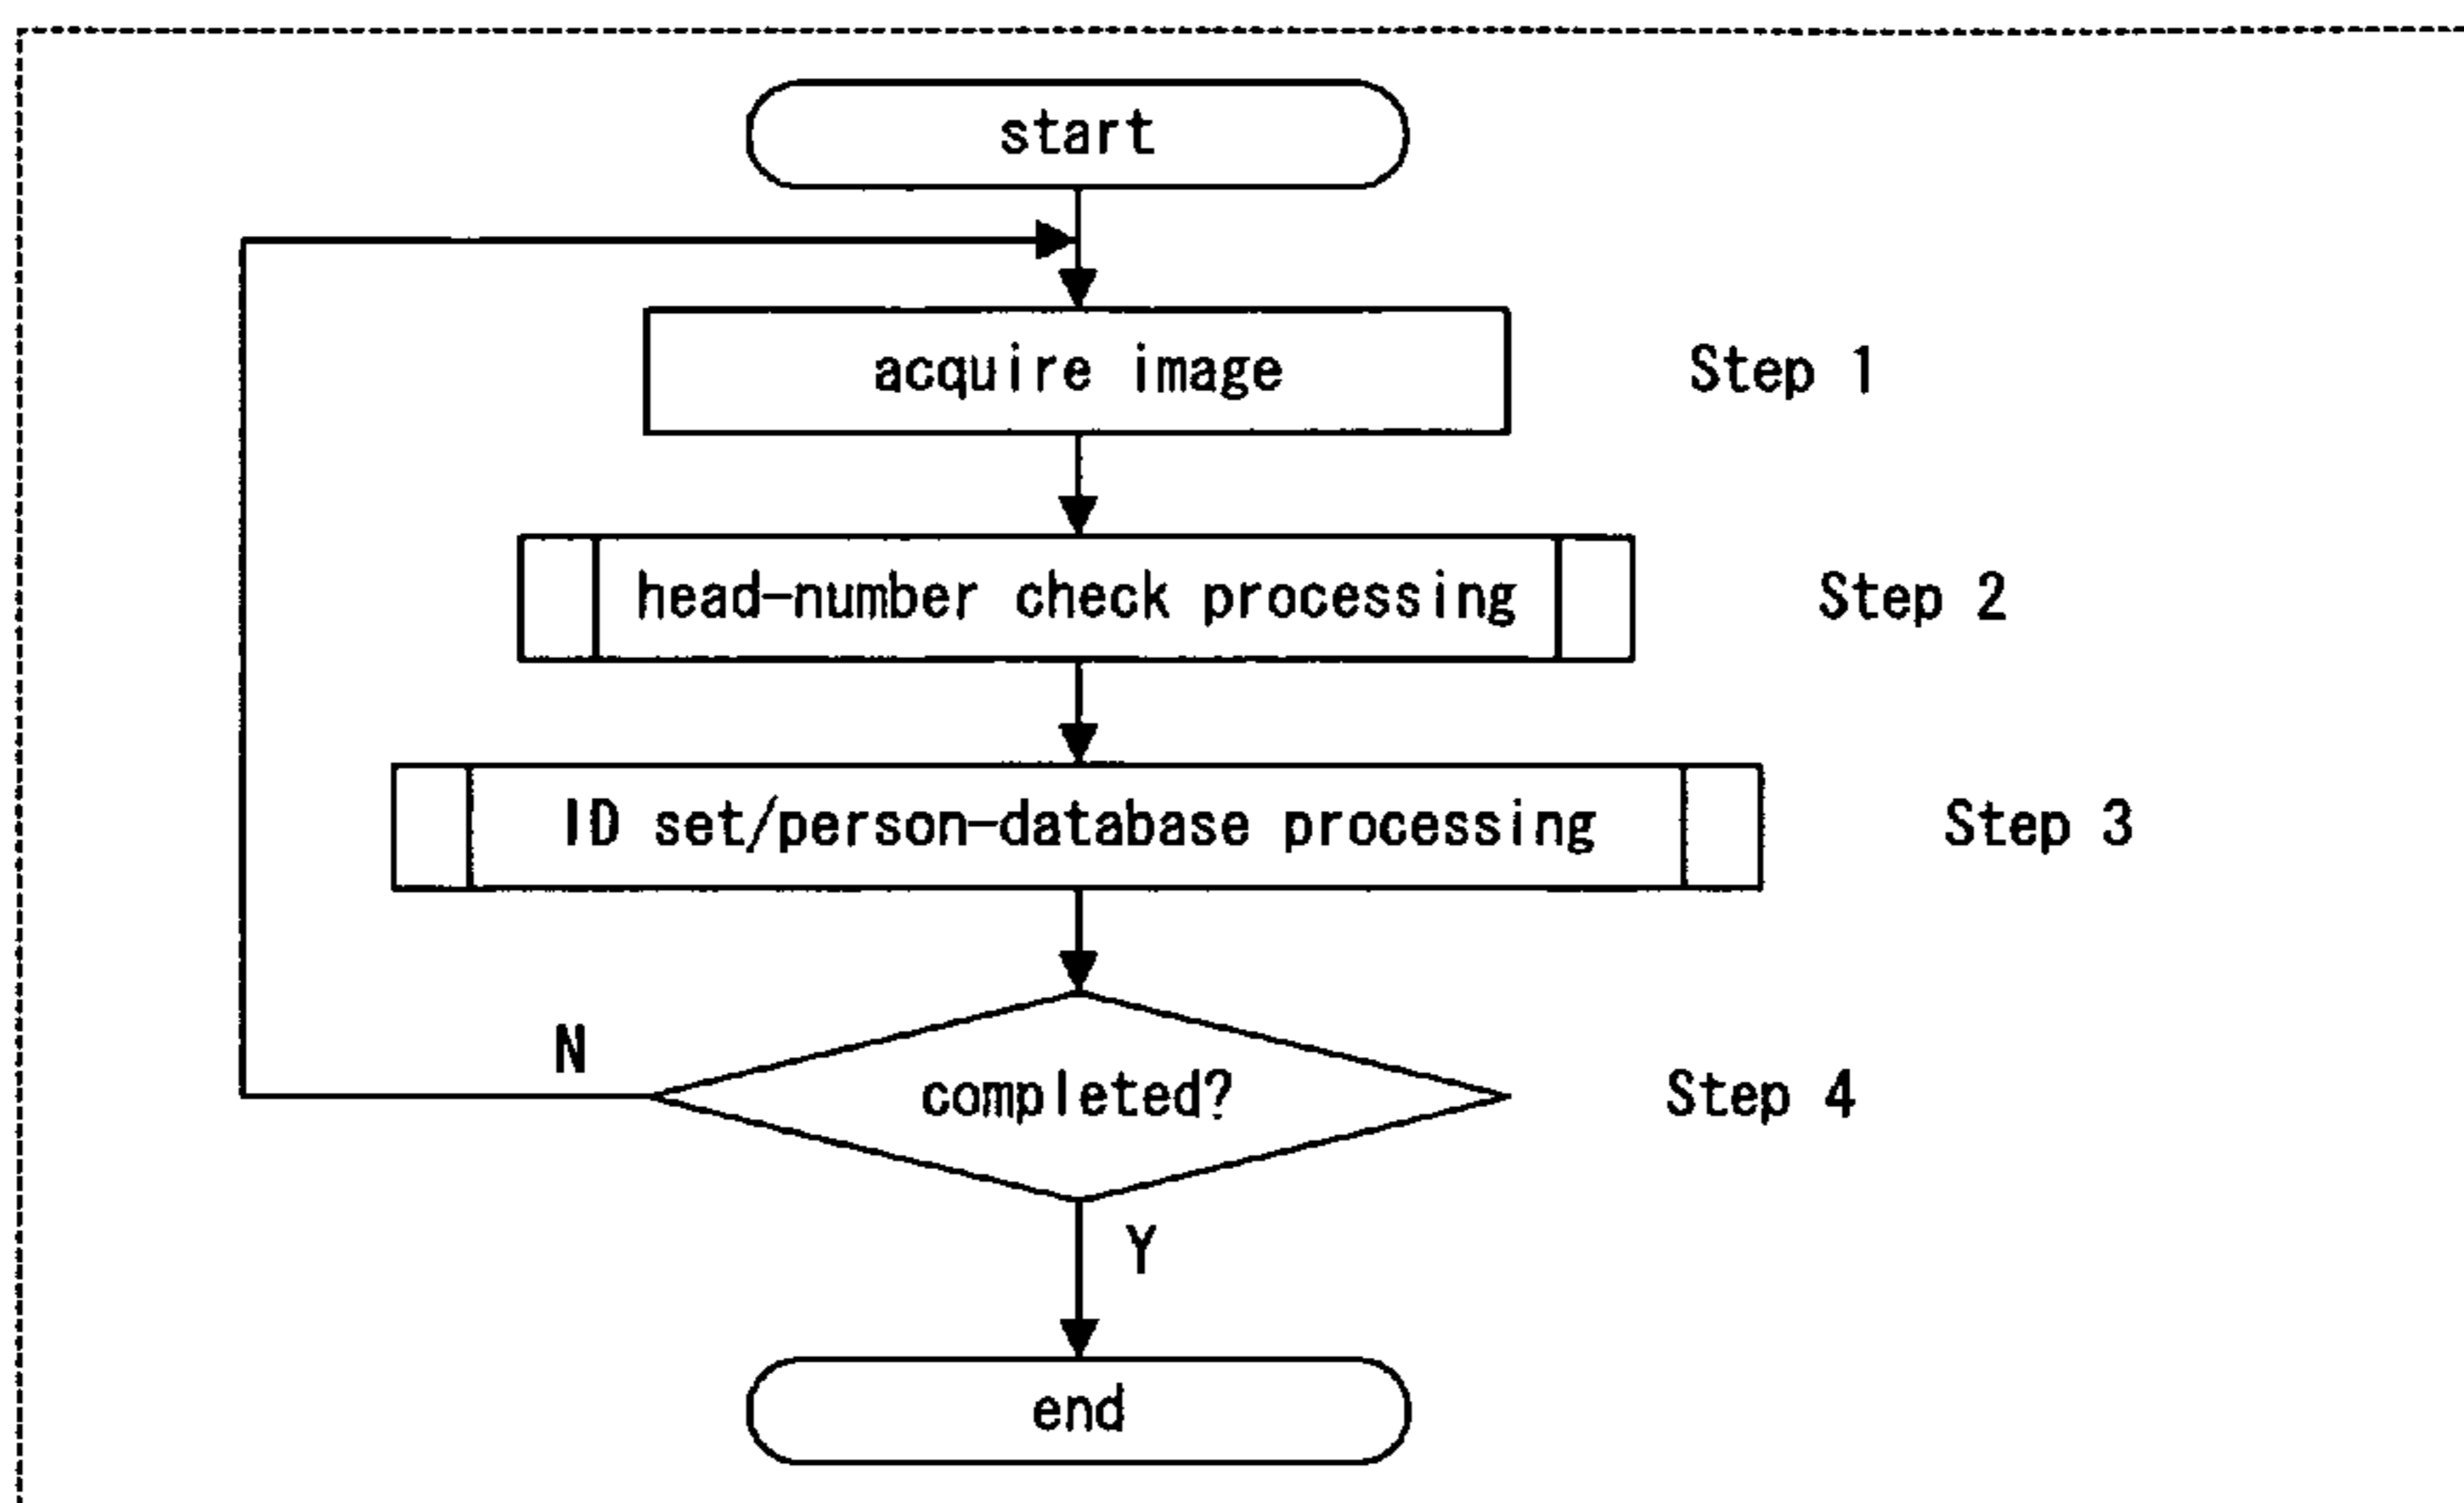 start
acquire image
Step 1
head-number check processing
Step 2
ID set/person-database processing
Step 3
N
completed?
Step 4
Y
end